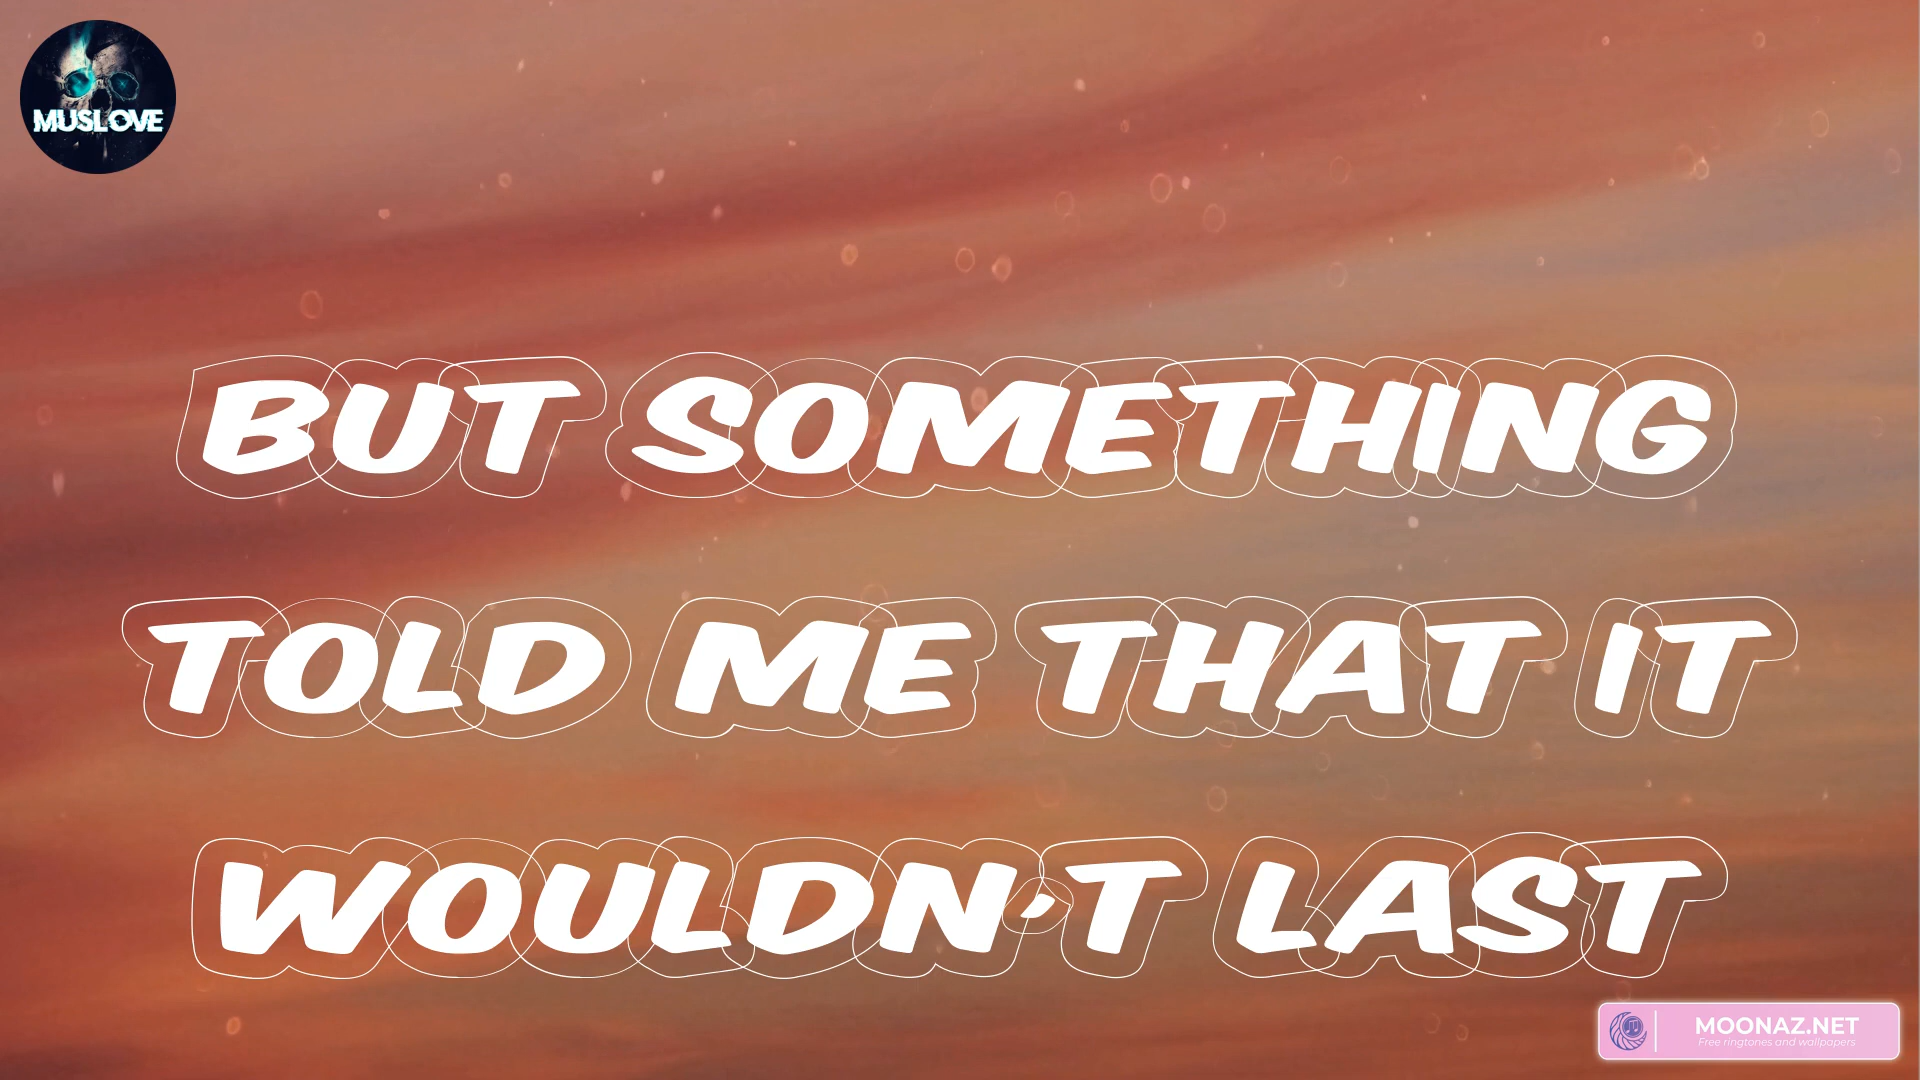 MUSLOVE
BUT SOMETHING
TOLD ME THAT IT
WOULDN'T LAST
MOONAZ.NET
Free ringtones and wallpapers